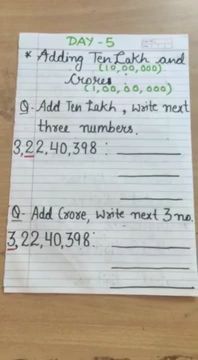 DAY - 5
* Adding Ten Lakh and
(10,00,000)
Crores
(1,00,00,000)
Q- Add Ten Lakh, Write next
three numbers.
3,22,40,398:
Q- Add Crore, Write next 3 no.
3,22,40,398: